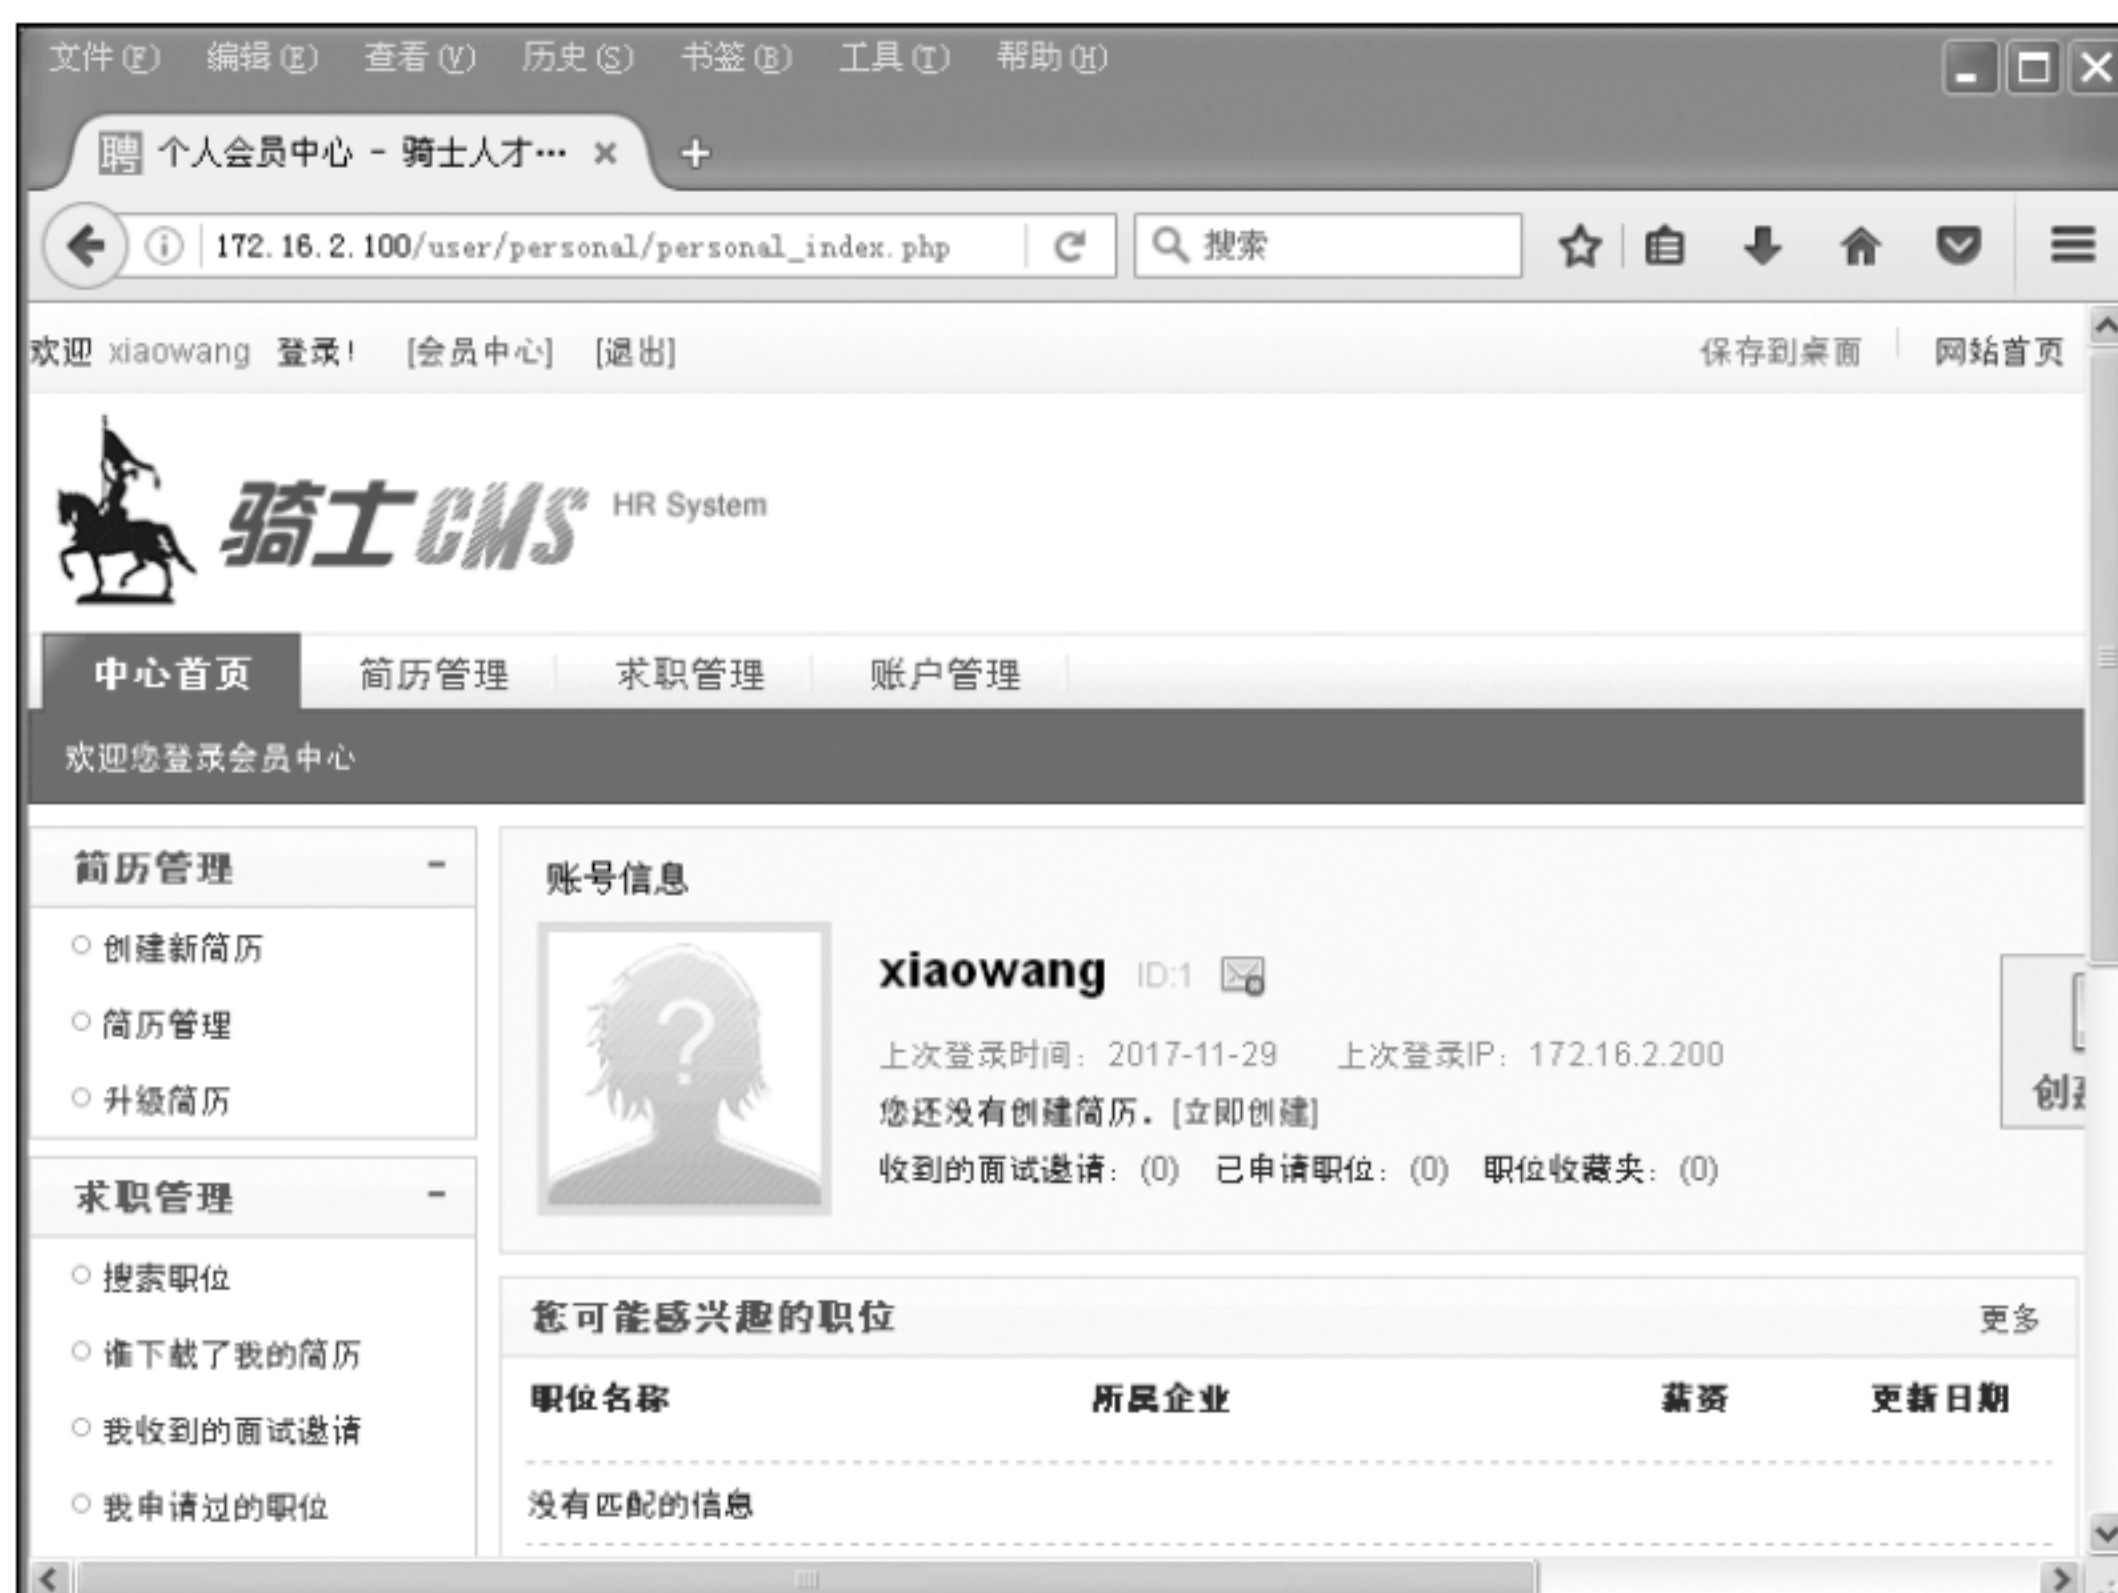 文件(F) 编辑(E) 查看(V) 历史(S) 书签(B) 工具(T) 帮助(H)
聘 个人会员中心 - 骑士人才…
172.16.2.100/user/personal/personal_index.php 搜索
欢迎 xiaowang 登录! [会员中心] [退出] 保存到桌面 网站首页
骑士CMS HR System
中心首页 简历管理 求职管理 账户管理
欢迎您登录会员中心
简历管理
创建新简历
简历管理
升级简历
求职管理
搜索职位
谁下载了我的简历
我收到的面试邀请
我申请过的职位
账号信息
xiaowang ID:1
上次登录时间: 2017-11-29 上次登录IP: 172.16.2.200
您还没有创建简历. [立即创建]
收到的面试邀请: (0) 已申请职位: (0) 职位收藏夹: (0)
创
您可能感兴趣的职位 更多
职位名称 所属企业 薪资 更新日期
没有匹配的信息